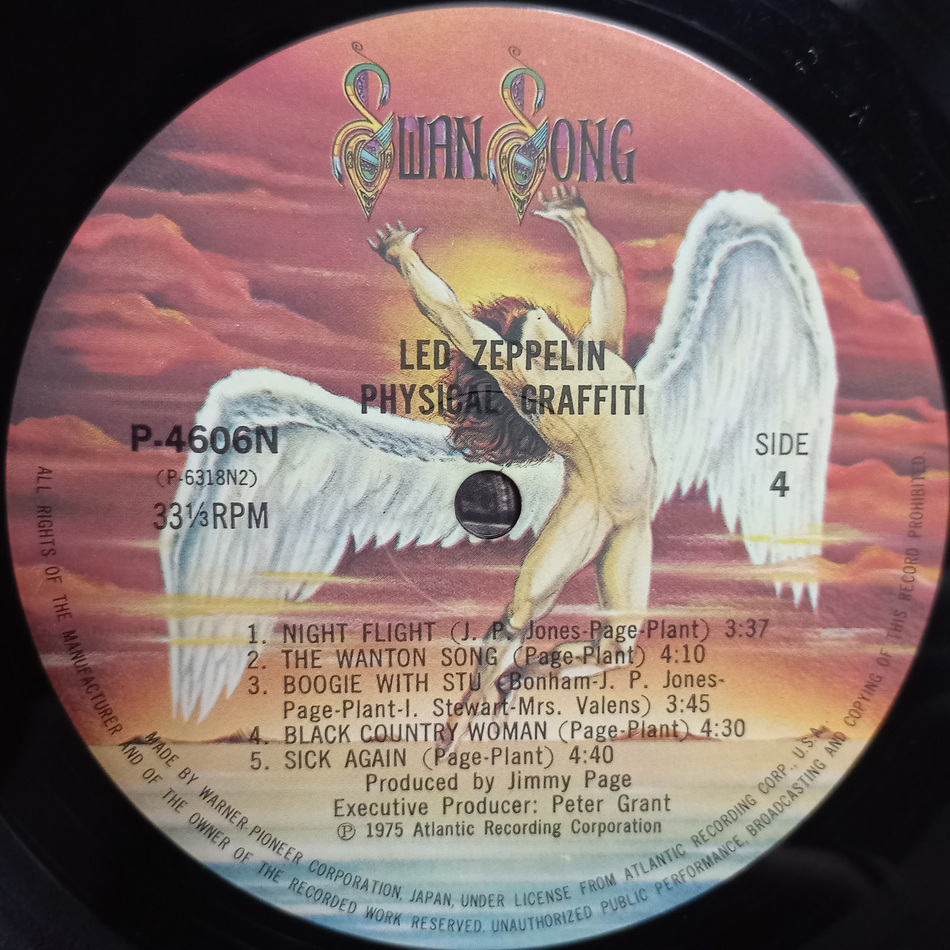 SWAN SONG
LED ZEPPELIN
PHYSICAL GRAFFITI
P-4606N
(P-6318N2)
33⅓RPM
SIDE
4
1. NIGHT FLIGHT (J. P. Jones-Page-Plant) 3:37
2. THE WANTON SONG (Page-Plant) 4:10
3. BOOGIE WITH STU (Bonham-J. P. Jones-
Page-Plant-I. Stewart-Mrs. Valens) 3:45
4. BLACK COUNTRY WOMAN (Page-Plant) 4:30
5. SICK AGAIN (Page-Plant) 4:40
Produced by Jimmy Page
Executive Producer: Peter Grant
Ⓟ 1975 Atlantic Recording Corporation
MADE BY WARNER-PIONEER CORPORATION, JAPAN, UNDER LICENSE FROM ATLANTIC RECORDING CORP., U.S.A.
ALL RIGHTS OF THE MANUFACTURER AND OF THE OWNER OF THE RECORDED WORK RESERVED. UNAUTHORIZED PUBLIC PERFORMANCE, BROADCASTING AND COPYING OF THIS RECORD PROHIBITED.